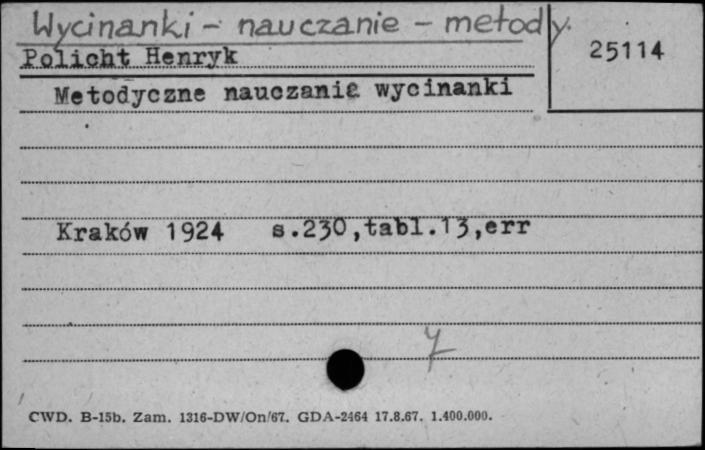 Wycinanki - nauczanie - metody.
25114
Policht Henryk
Metodyczne nauczanie wycinanki
Kraków 1924 s.230,tabl.13,err
7
CWD. B-15b. Zam. 1316-DW/On/67. GDA-2464 17.8.67. 1.400.000.